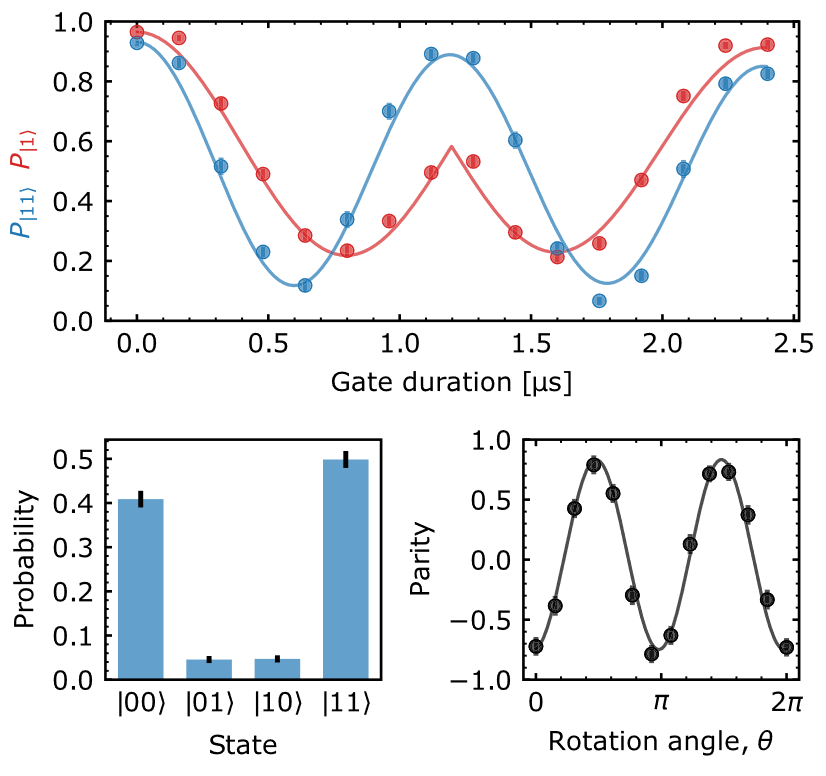 1.0
0.8
0.6
0.4
0.2
0.0
P|11⟩ P|1⟩
0.0 0.5 1.0 1.5 2.0 2.5
Gate duration [μs]
0.5
0.4
0.3
0.2
0.1
0.0
Probability
|00⟩ |01⟩ |10⟩ |11⟩
State
1.0
0.5
0.0
−0.5
−1.0
Parity
0 π 2π
Rotation angle, θ